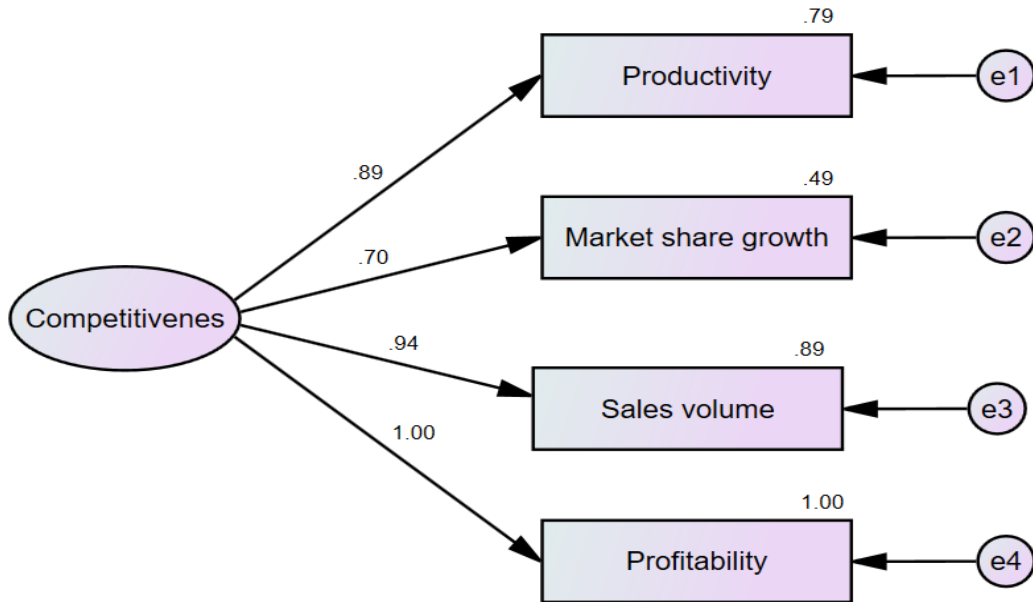 .79
Productivity
e1
.89
.49
Market share growth
e2
.70
Competitivenes
.94
.89
Sales volume
e3
1.00
1.00
Profitability
e4